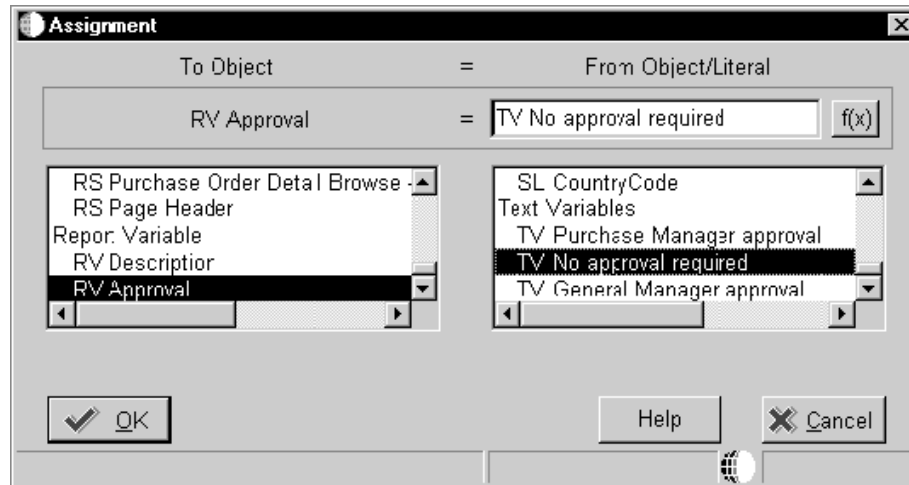 Assignment
To Object = From Object/Literal
RV Approval = TV No approval required f(x)
RS Purchase Order Detail Browse -
RS Page Header
Report Variable
RV Description
RV Approval
SL CountryCode
Text Variables
TV Purchase Manager approval
TV No approval required
TV General Manager approval
OK Help Cancel